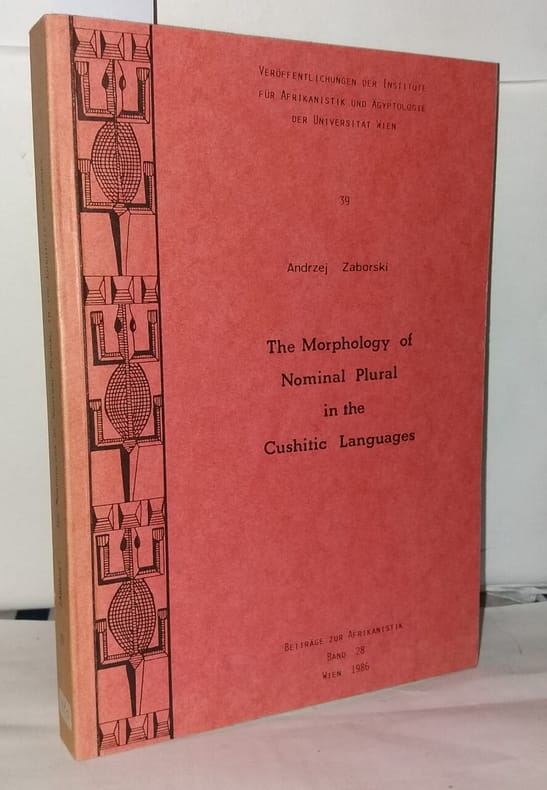 VERÖFFENTLICHUNGEN DER INSTITUTE
FÜR AFRIKANISTIK UND ÄGYPTOLOGIE
DER UNIVERSITÄT WIEN
39
Andrzej Zaborski
The Morphology of
Nominal Plural
in the
Cushitic Languages
BEITRÄGE ZUR AFRIKANISTIK
BAND 28
WIEN 1986